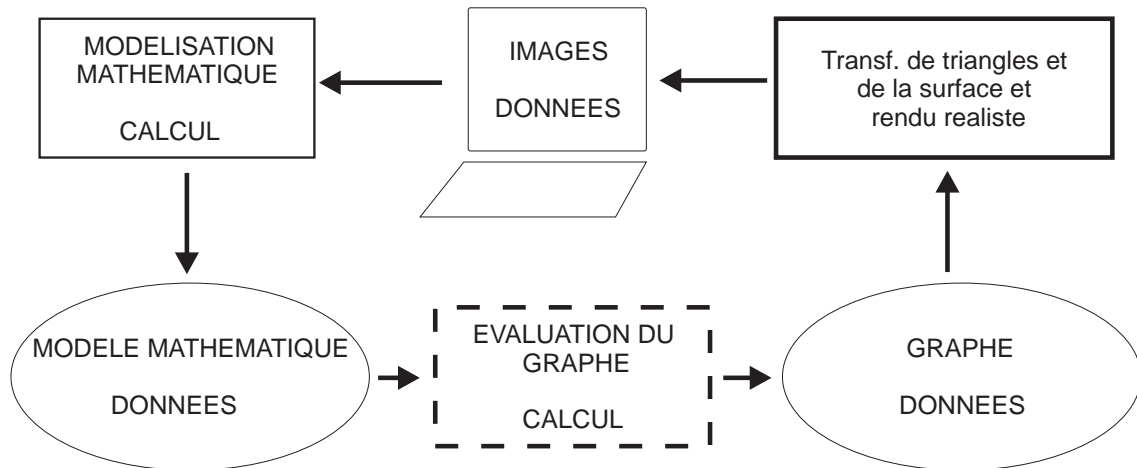 MODELISATION
MATHEMATIQUE
CALCUL
IMAGES
DONNEES
Transf. de triangles et
de la surface et
rendu realiste
MODELE MATHEMATIQUE
DONNEES
EVALUATION DU
GRAPHE
CALCUL
GRAPHE
DONNEES